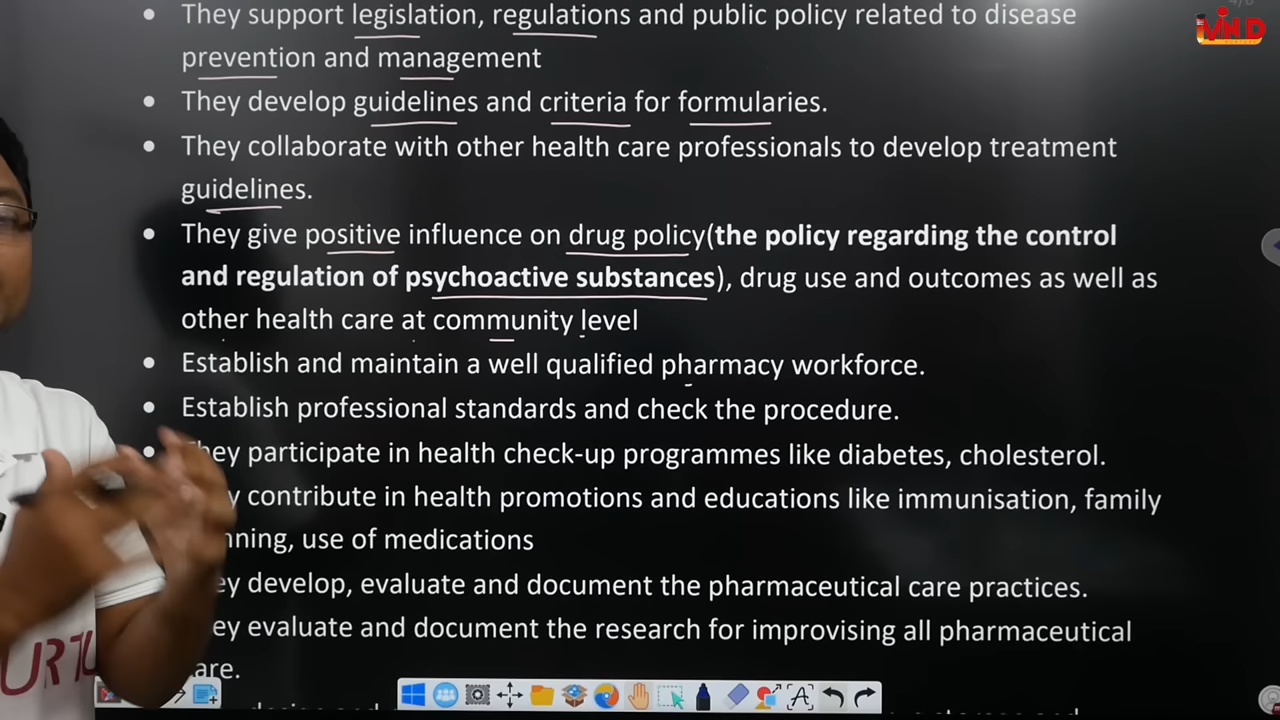 • They support legislation, regulations and public policy related to disease
prevention and management
• They develop guidelines and criteria for formularies.
• They collaborate with other health care professionals to develop treatment
guidelines.
• They give positive influence on drug policy(the policy regarding the control
and regulation of psychoactive substances), drug use and outcomes as well as
other health care at community level
• Establish and maintain a well qualified pharmacy workforce.
• Establish professional standards and check the procedure.
• They participate in health check-up programmes like diabetes, cholesterol.
contribute in health promotions and educations like immunisation, family
use of medications
develop, evaluate and document the pharmaceutical care practices.
evaluate and document the research for improvising all pharmaceutical